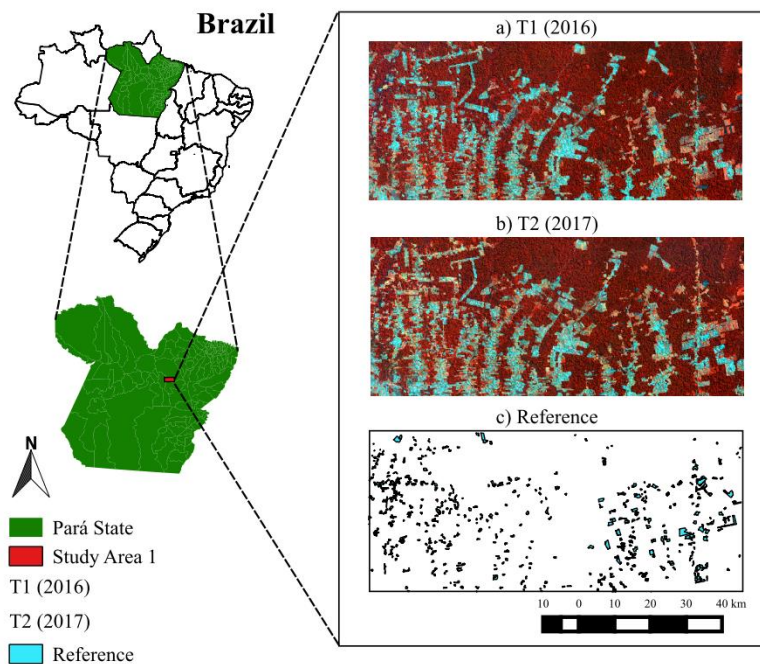 Brazil
a) T1 (2016)
b) T2 (2017)
c) Reference
N
Pará State
Study Area 1
T1 (2016)
T2 (2017)
Reference
10 0 10 20 30 40 km